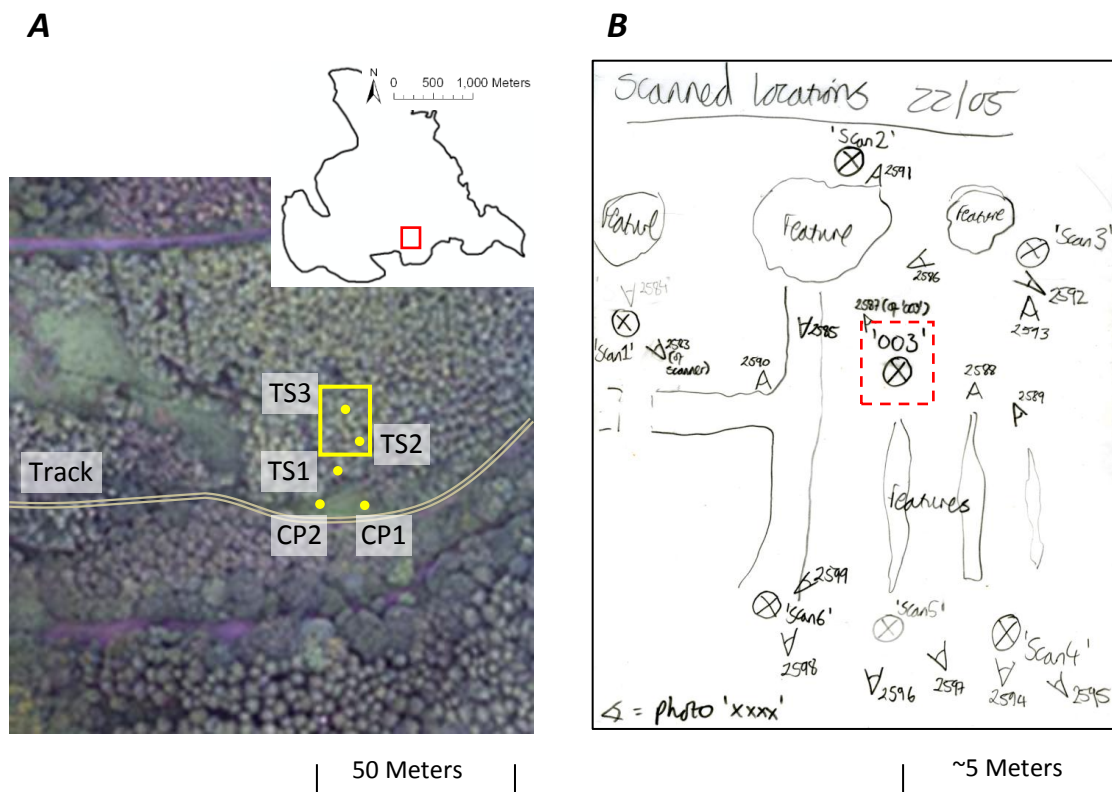 A
N
0 500 1,000 Meters
TS3
TS2
TS1
Track
CP2
CP1
50 Meters
B
Scanned locations 22/05
'Scan2'
2591
Feature
Feature
Feature
'Scan3'
2586
2592
2584
2593
2587 (of '003')
2585
'003'
'Scan1'
2583
(of
scanner)
2590
2588
2589
Features
2599
'Scan6'
'Scan5'
'Scan4'
2598
2596
2597
2594
2595
= photo 'xxxx'
~5 Meters